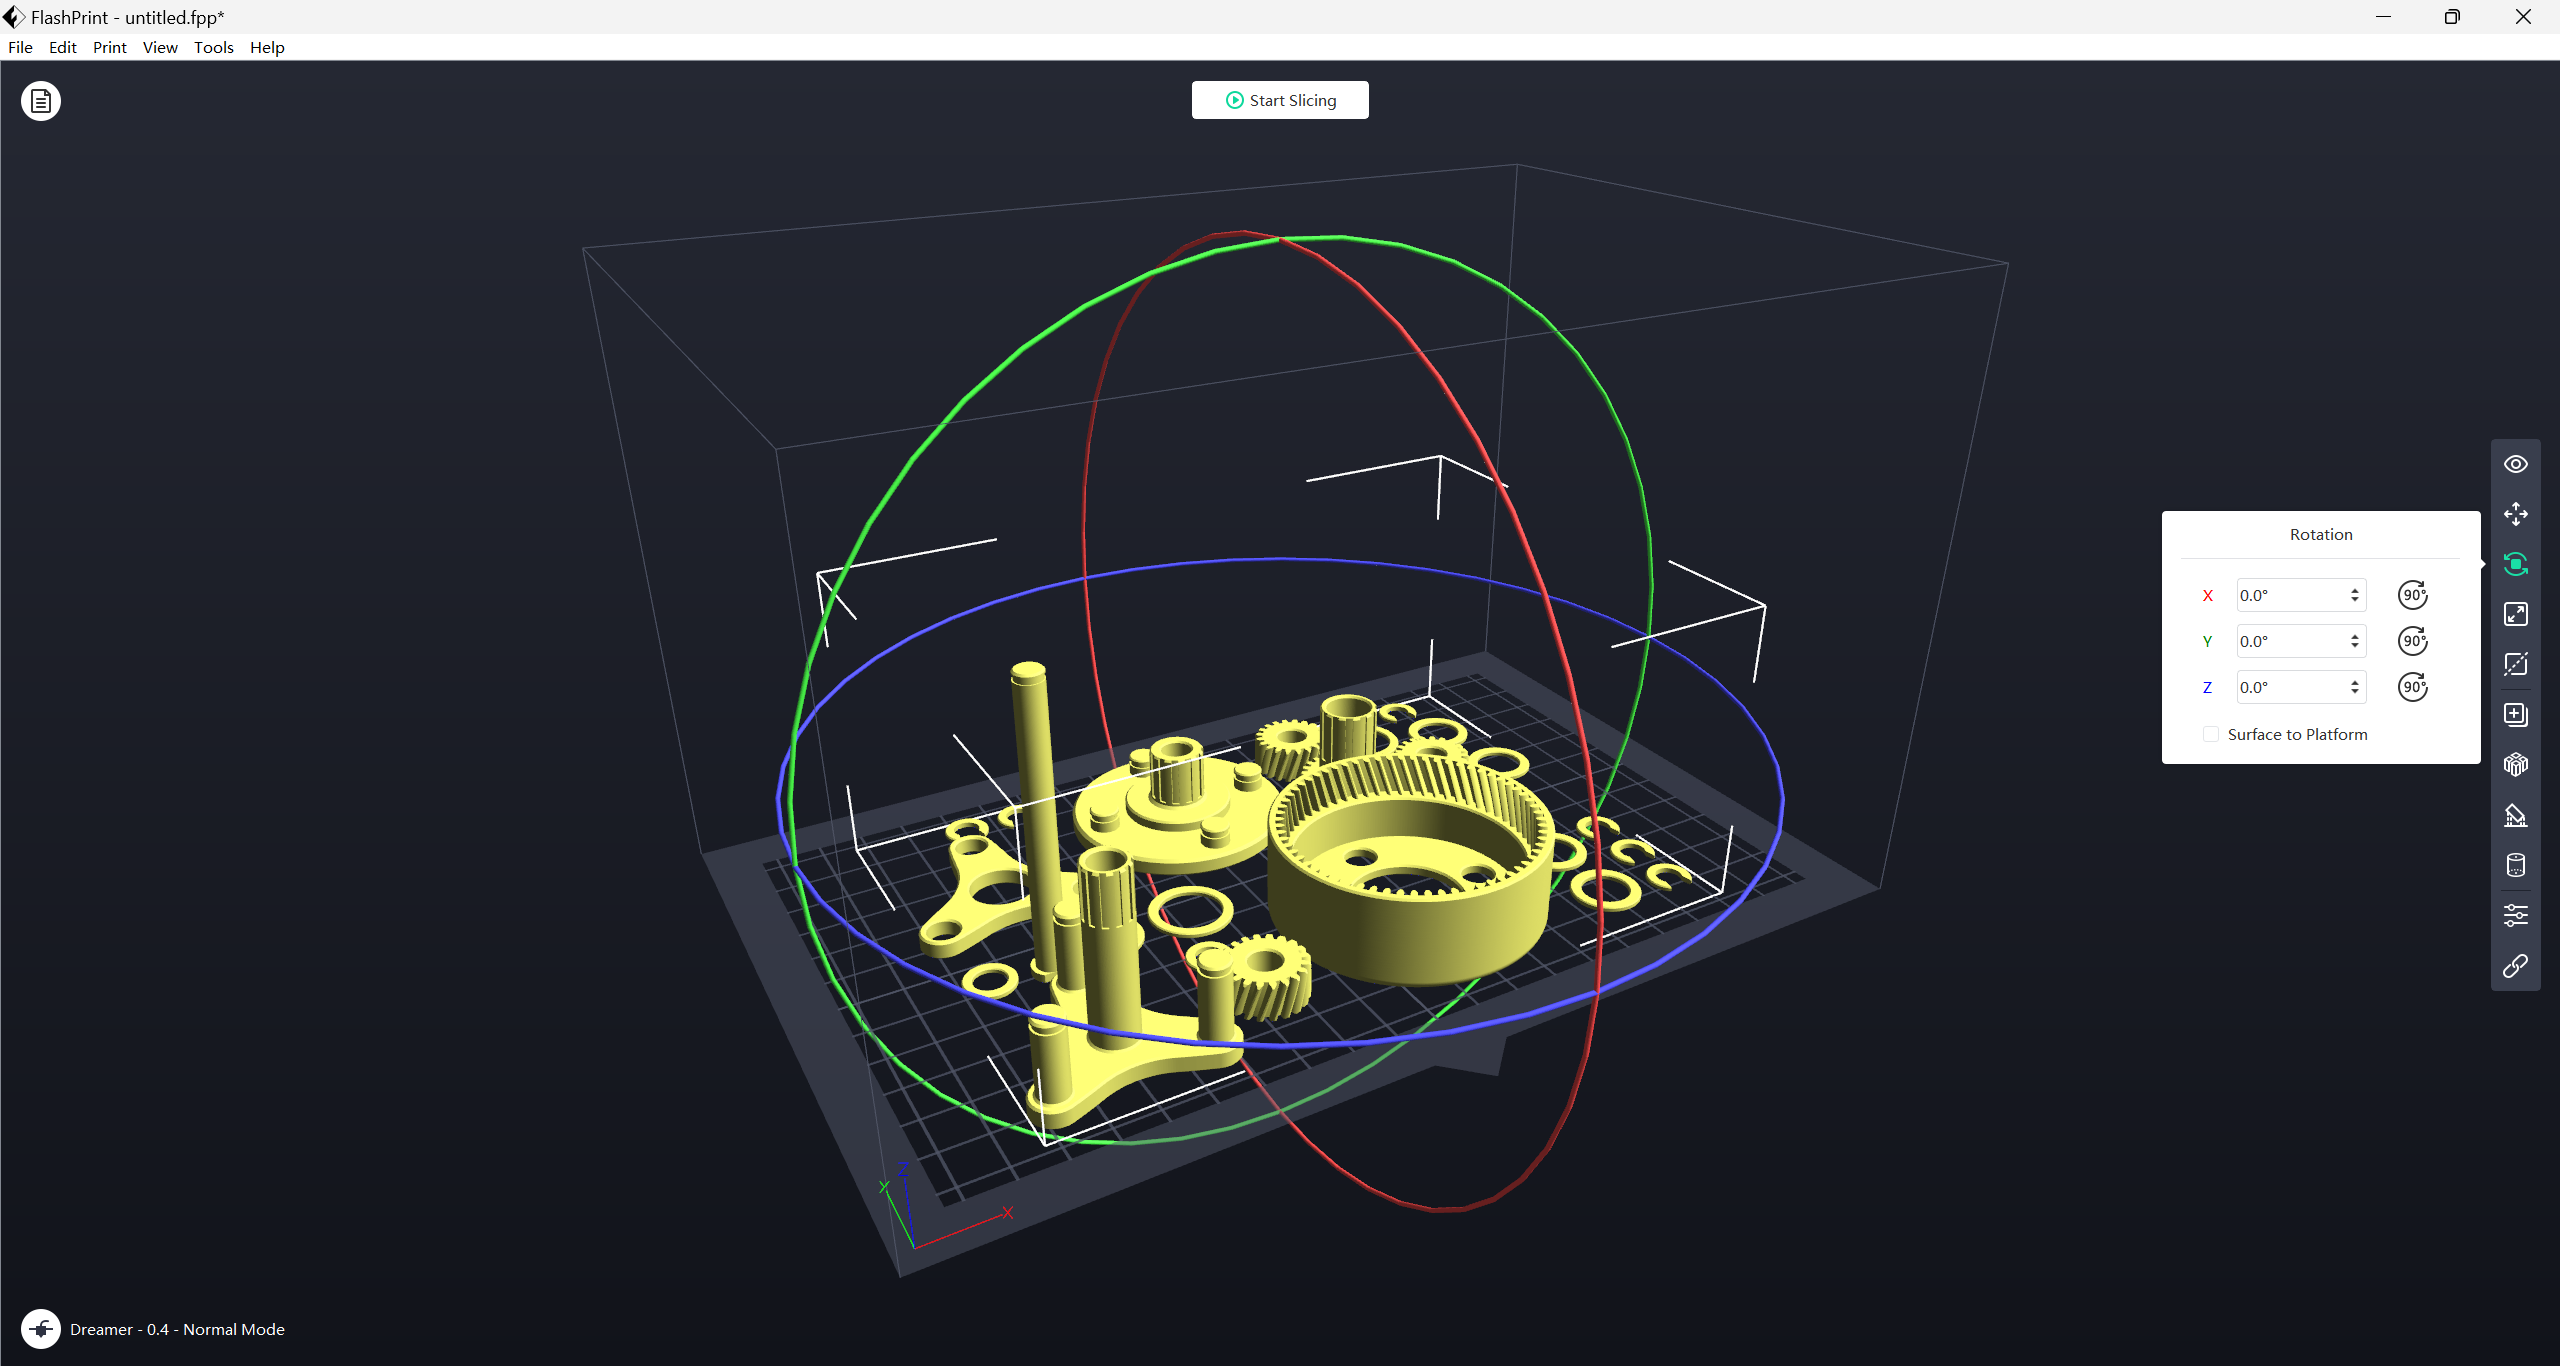 FlashPrint - untitled.fpp*
File Edit Print View Tools Help
Start Slicing
Rotation
X 0.0° 90°
Y 0.0° 90°
Z 0.0° 90°
Surface to Platform
Z
Y
X
Dreamer - 0.4 - Normal Mode